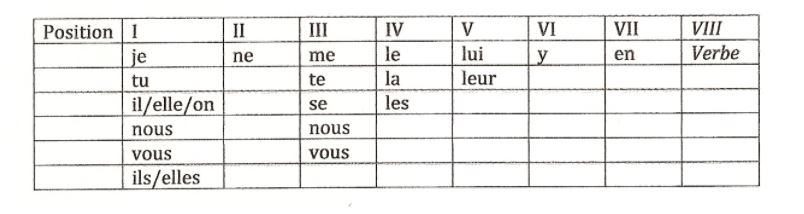 Position I II III IV V VI VII VIII
je ne me le lui y en Verbe
tu te la leur
il/elle/on se les
nous nous
vous vous
ils/elles